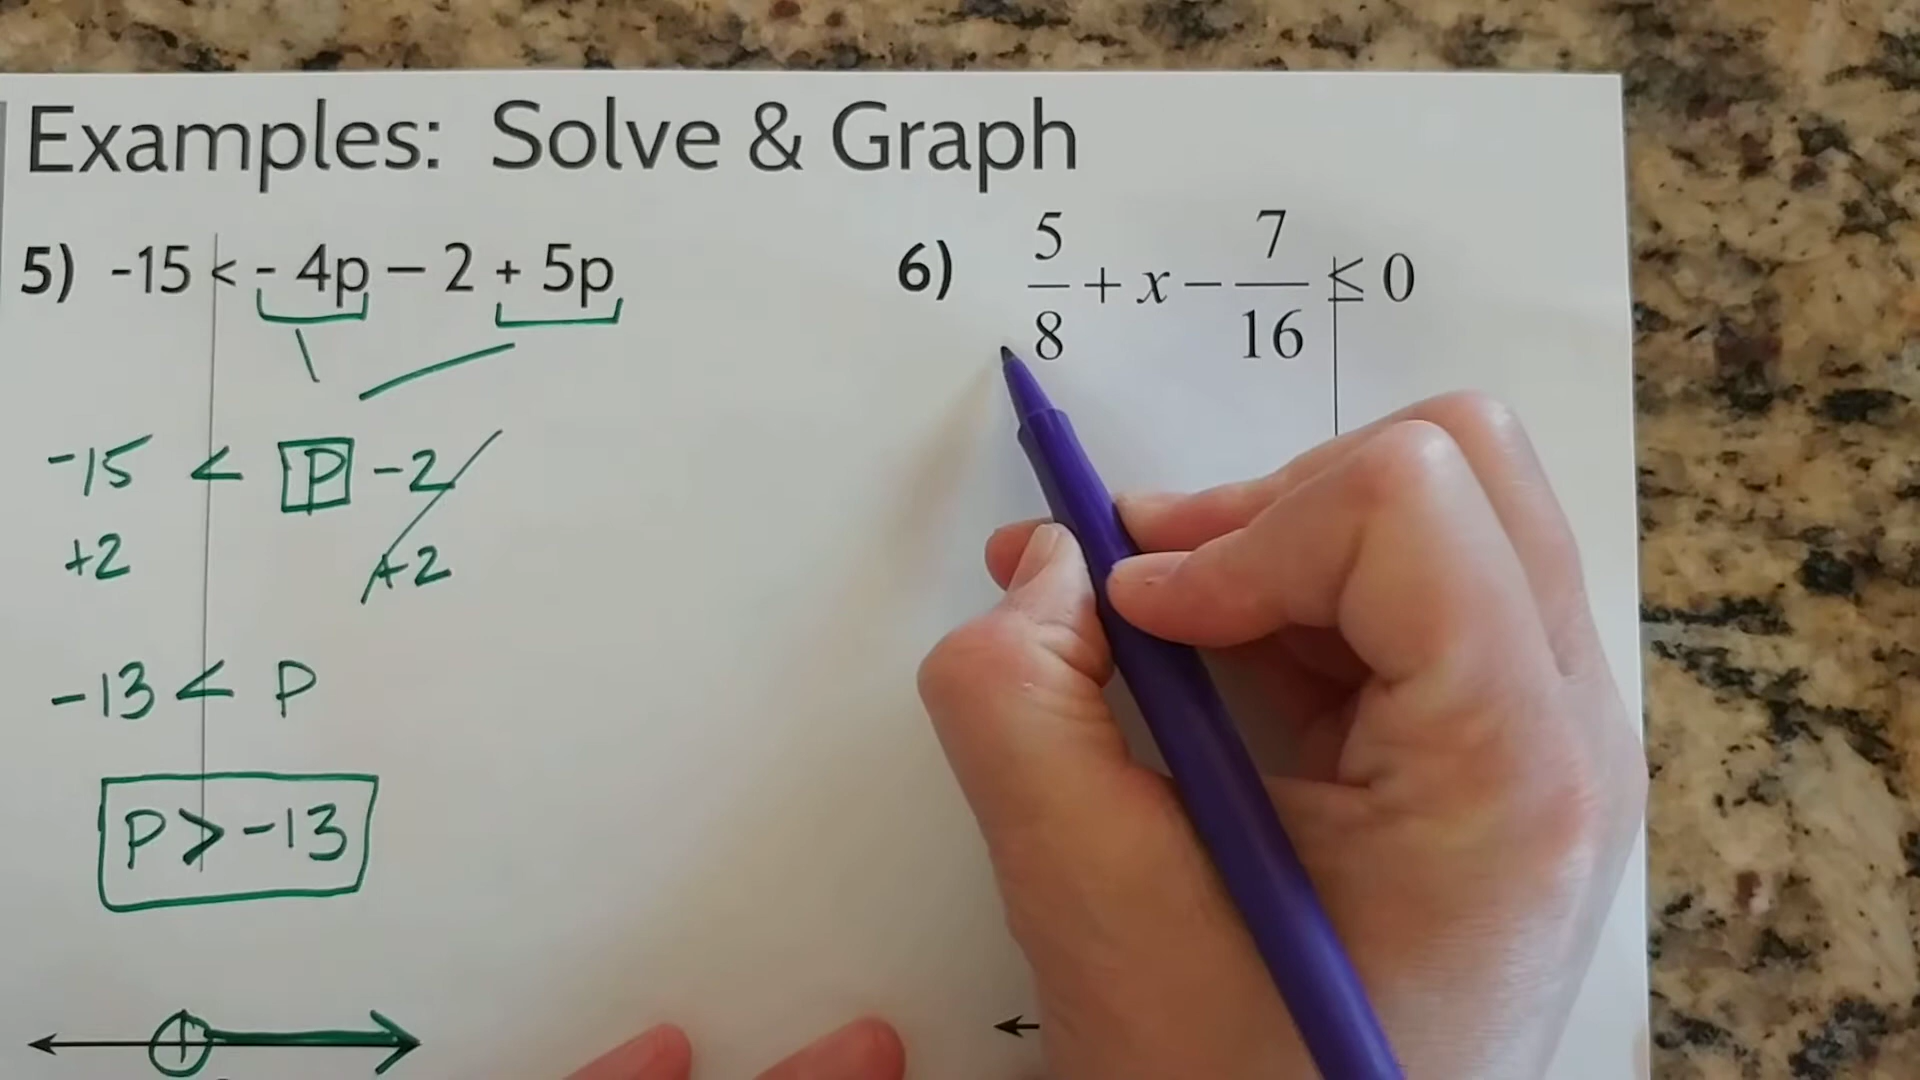 Examples: Solve & Graph
5) -15 < - 4p – 2 + 5p
-15 < P -2
+2 +2
-13 < P
P > -13
6) 5/8 + x − 7/16 ≤ 0